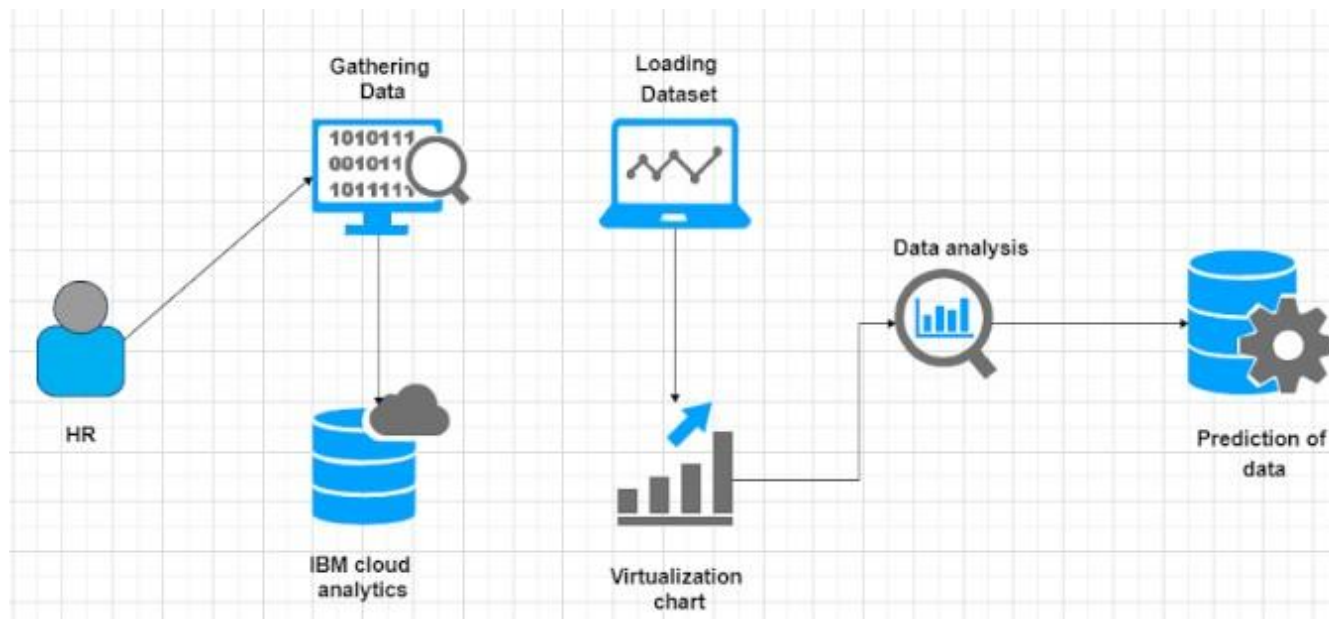 Gathering
Data
1010111
001011
1011111
Loading
Dataset
Data analysis
HR
IBM cloud
analytics
Virtualization
chart
Prediction of
data